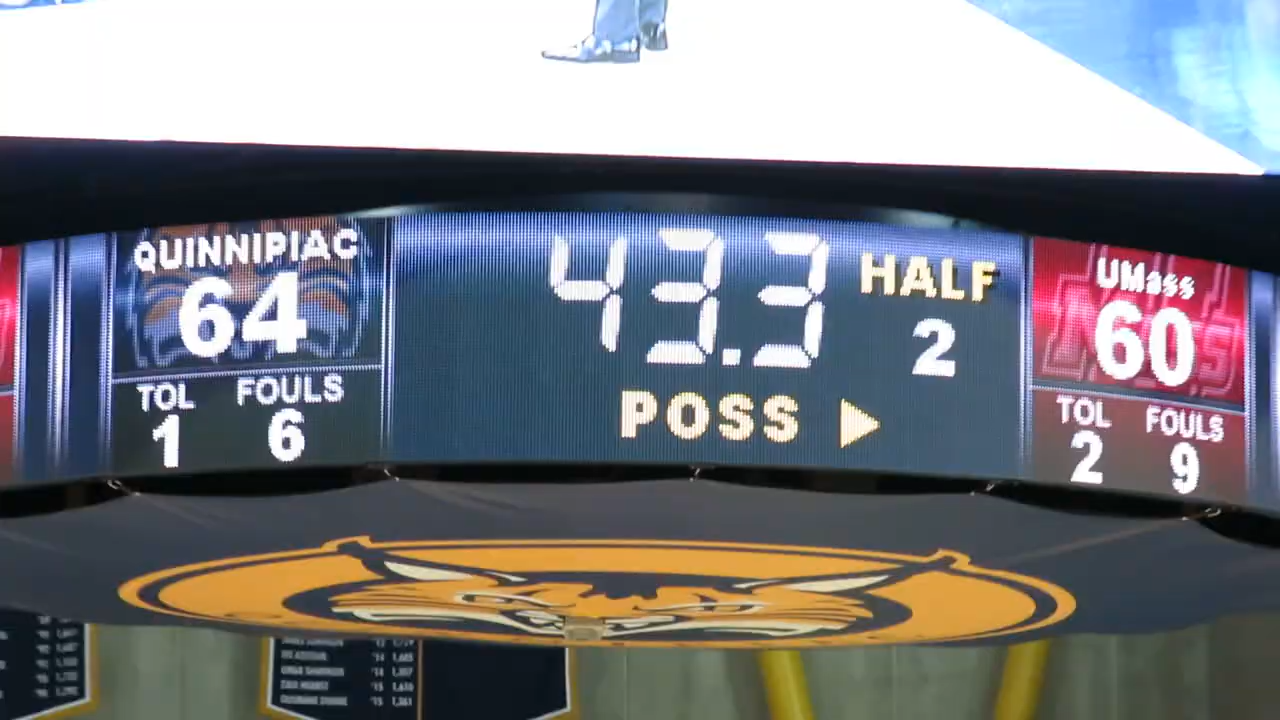 QUINNIPIAC
64
TOL FOULS
1 6
43.3
HALF
2
POSS
UMass
60
TOL FOULS
2 9